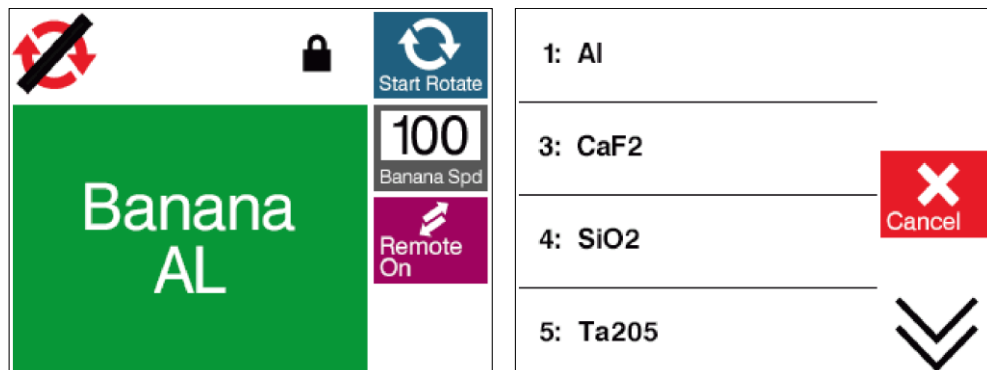 Start Rotate
100
Banana Spd
Banana
AL
Remote
On
1: Al
3: CaF2
4: SiO2
5: Ta205
Cancel